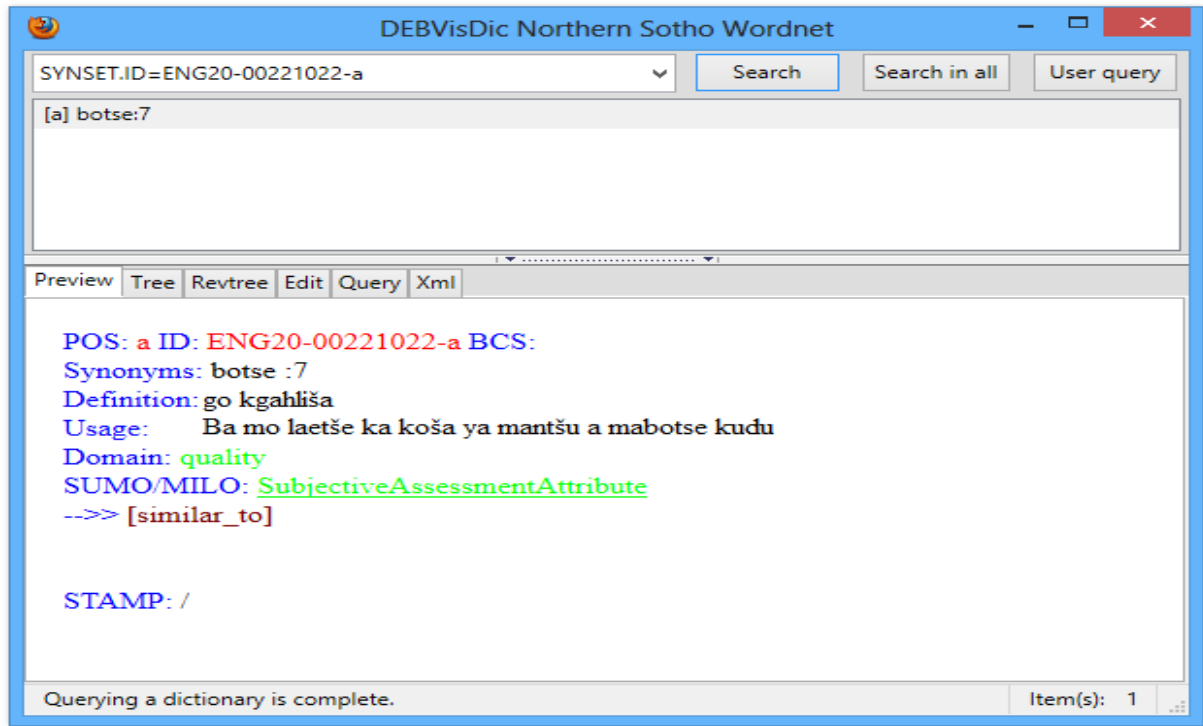 DEBVisDic Northern Sotho Wordnet
SYNSET.ID=ENG20-00221022-a Search Search in all User query
[a] botse:7
Preview Tree Revtree Edit Query Xml
POS: a ID: ENG20-00221022-a BCS:
Synonyms: botse :7
Definition: go kgahliša
Usage: Ba mo laetše ka koša ya mantšu a mabotse kudu
Domain: quality
SUMO/MILO: SubjectiveAssessmentAttribute
-->> [similar_to]
STAMP: /
Querying a dictionary is complete. Item(s): 1